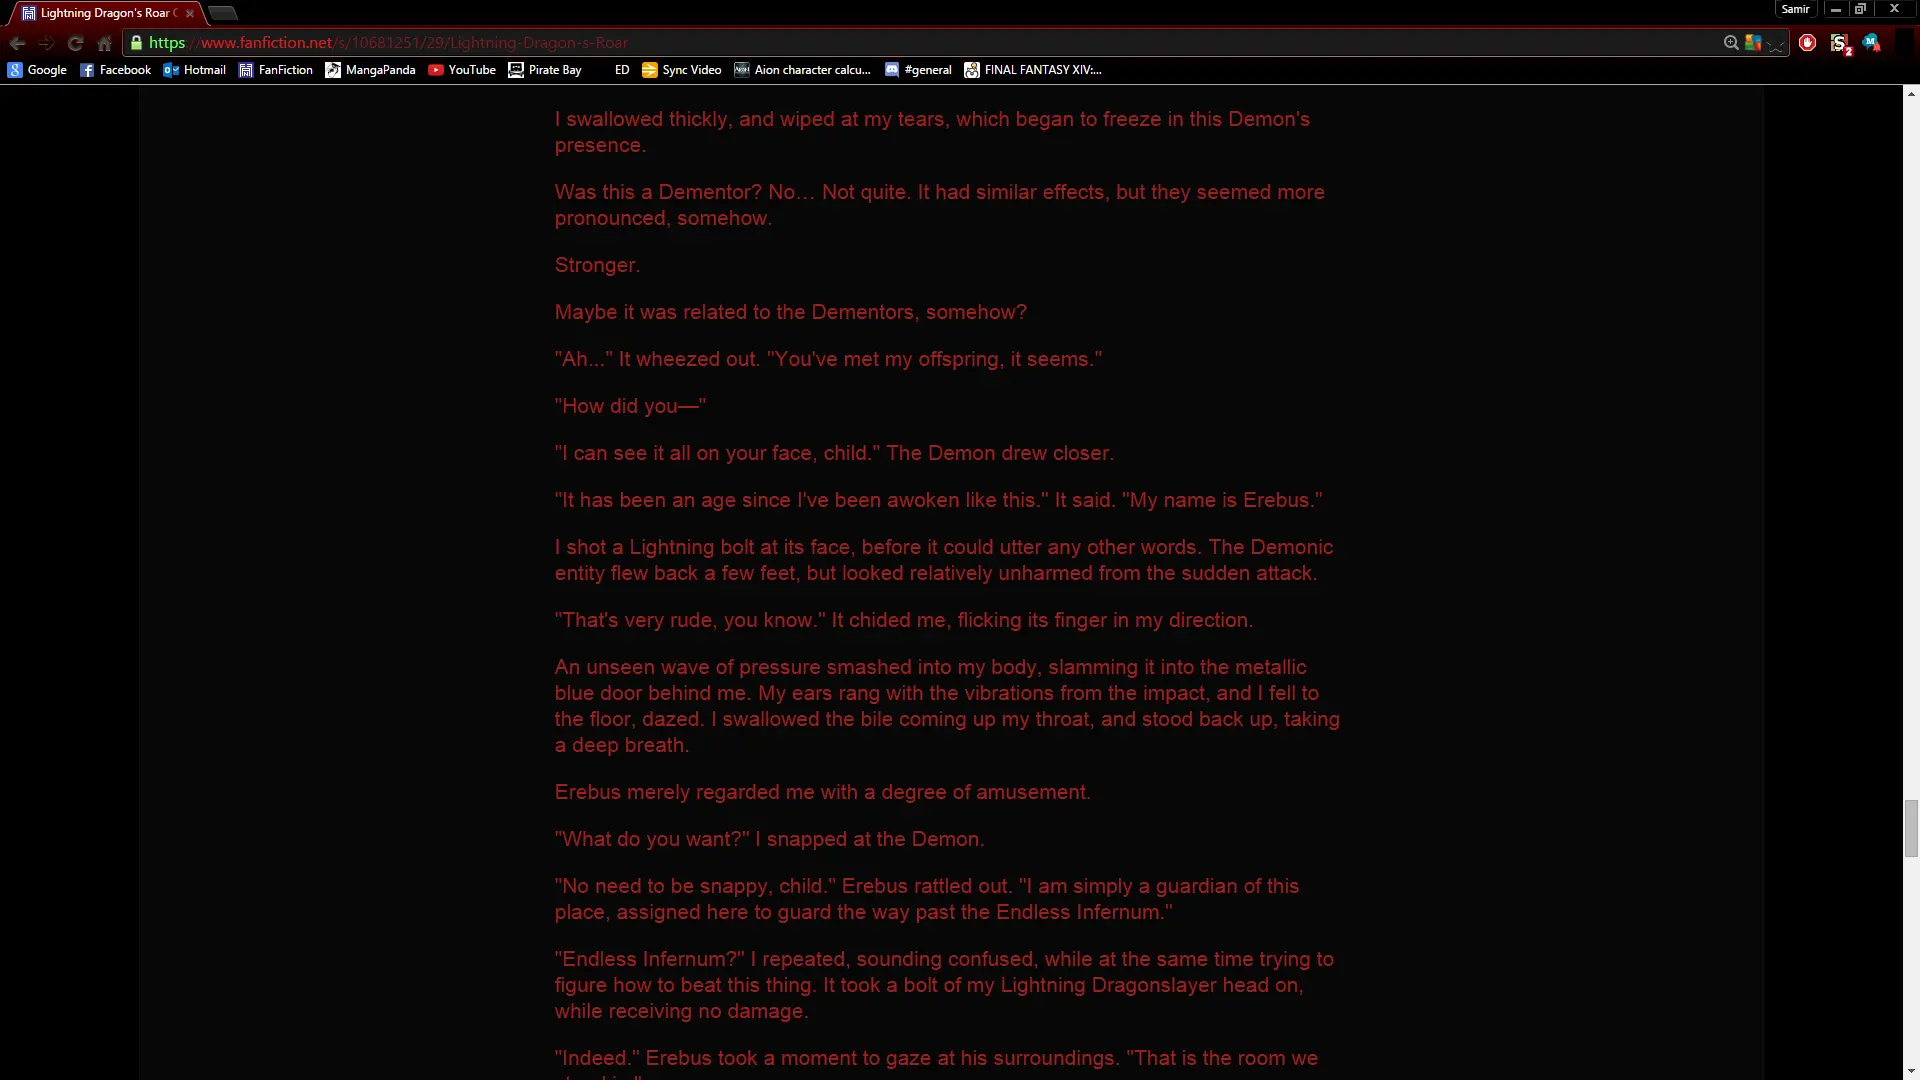 Lightning Dragon's Roar C
Samir
https://www.fanfiction.net/s/10681251/29/Lightning-Dragon-s-Roar
Google Facebook Hotmail FanFiction MangaPanda YouTube Pirate Bay ED Sync Video Aion character calcu... #general FINAL FANTASY XIV:...
I swallowed thickly, and wiped at my tears, which began to freeze in this Demon's
presence.
Was this a Dementor? No... Not quite. It had similar effects, but they seemed more
pronounced, somehow.
Stronger.
Maybe it was related to the Dementors, somehow?
"Ah..." It wheezed out. "You've met my offspring, it seems."
"How did you—"
"I can see it all on your face, child." The Demon drew closer.
"It has been an age since I've been awoken like this." It said. "My name is Erebus."
I shot a Lightning bolt at its face, before it could utter any other words. The Demonic
entity flew back a few feet, but looked relatively unharmed from the sudden attack.
"That's very rude, you know." It chided me, flicking its finger in my direction.
An unseen wave of pressure smashed into my body, slamming it into the metallic
blue door behind me. My ears rang with the vibrations from the impact, and I fell to
the floor, dazed. I swallowed the bile coming up my throat, and stood back up, taking
a deep breath.
Erebus merely regarded me with a degree of amusement.
"What do you want?" I snapped at the Demon.
"No need to be snappy, child." Erebus rattled out. "I am simply a guardian of this
place, assigned here to guard the way past the Endless Infernum."
"Endless Infernum?" I repeated, sounding confused, while at the same time trying to
figure how to beat this thing. It took a bolt of my Lightning Dragonslayer head on,
while receiving no damage.
"Indeed." Erebus took a moment to gaze at his surroundings. "That is the room we